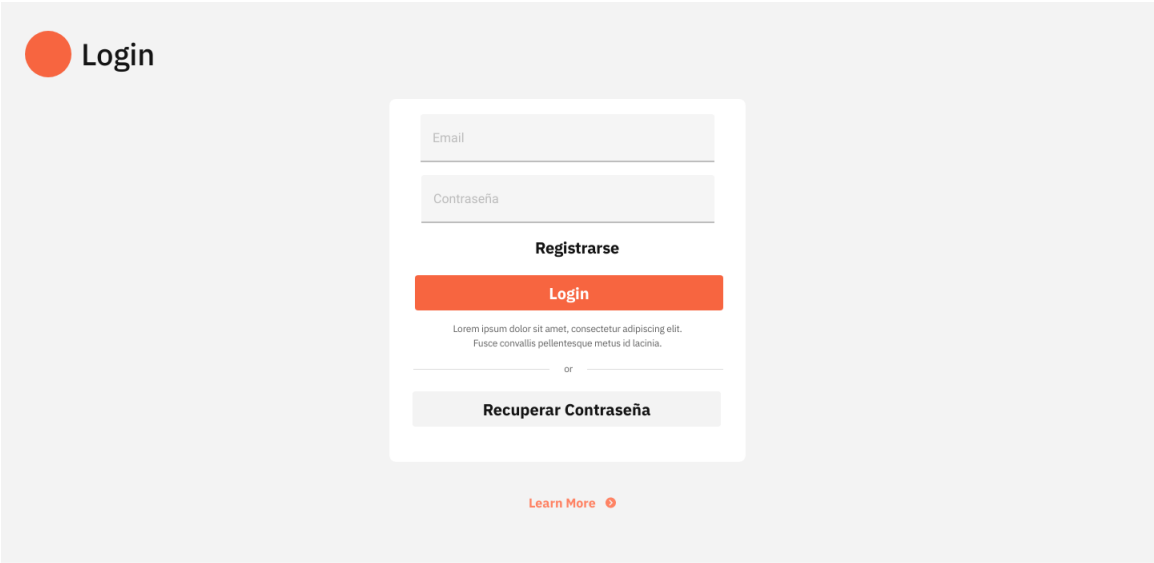 Login
Email
Contraseña
Registrarse
Login
Lorem ipsum dolor sit amet, consectetur adipiscing elit.
Fusce convallis pellentesque metus id lacinia.
or
Recuperar Contraseña
Learn More